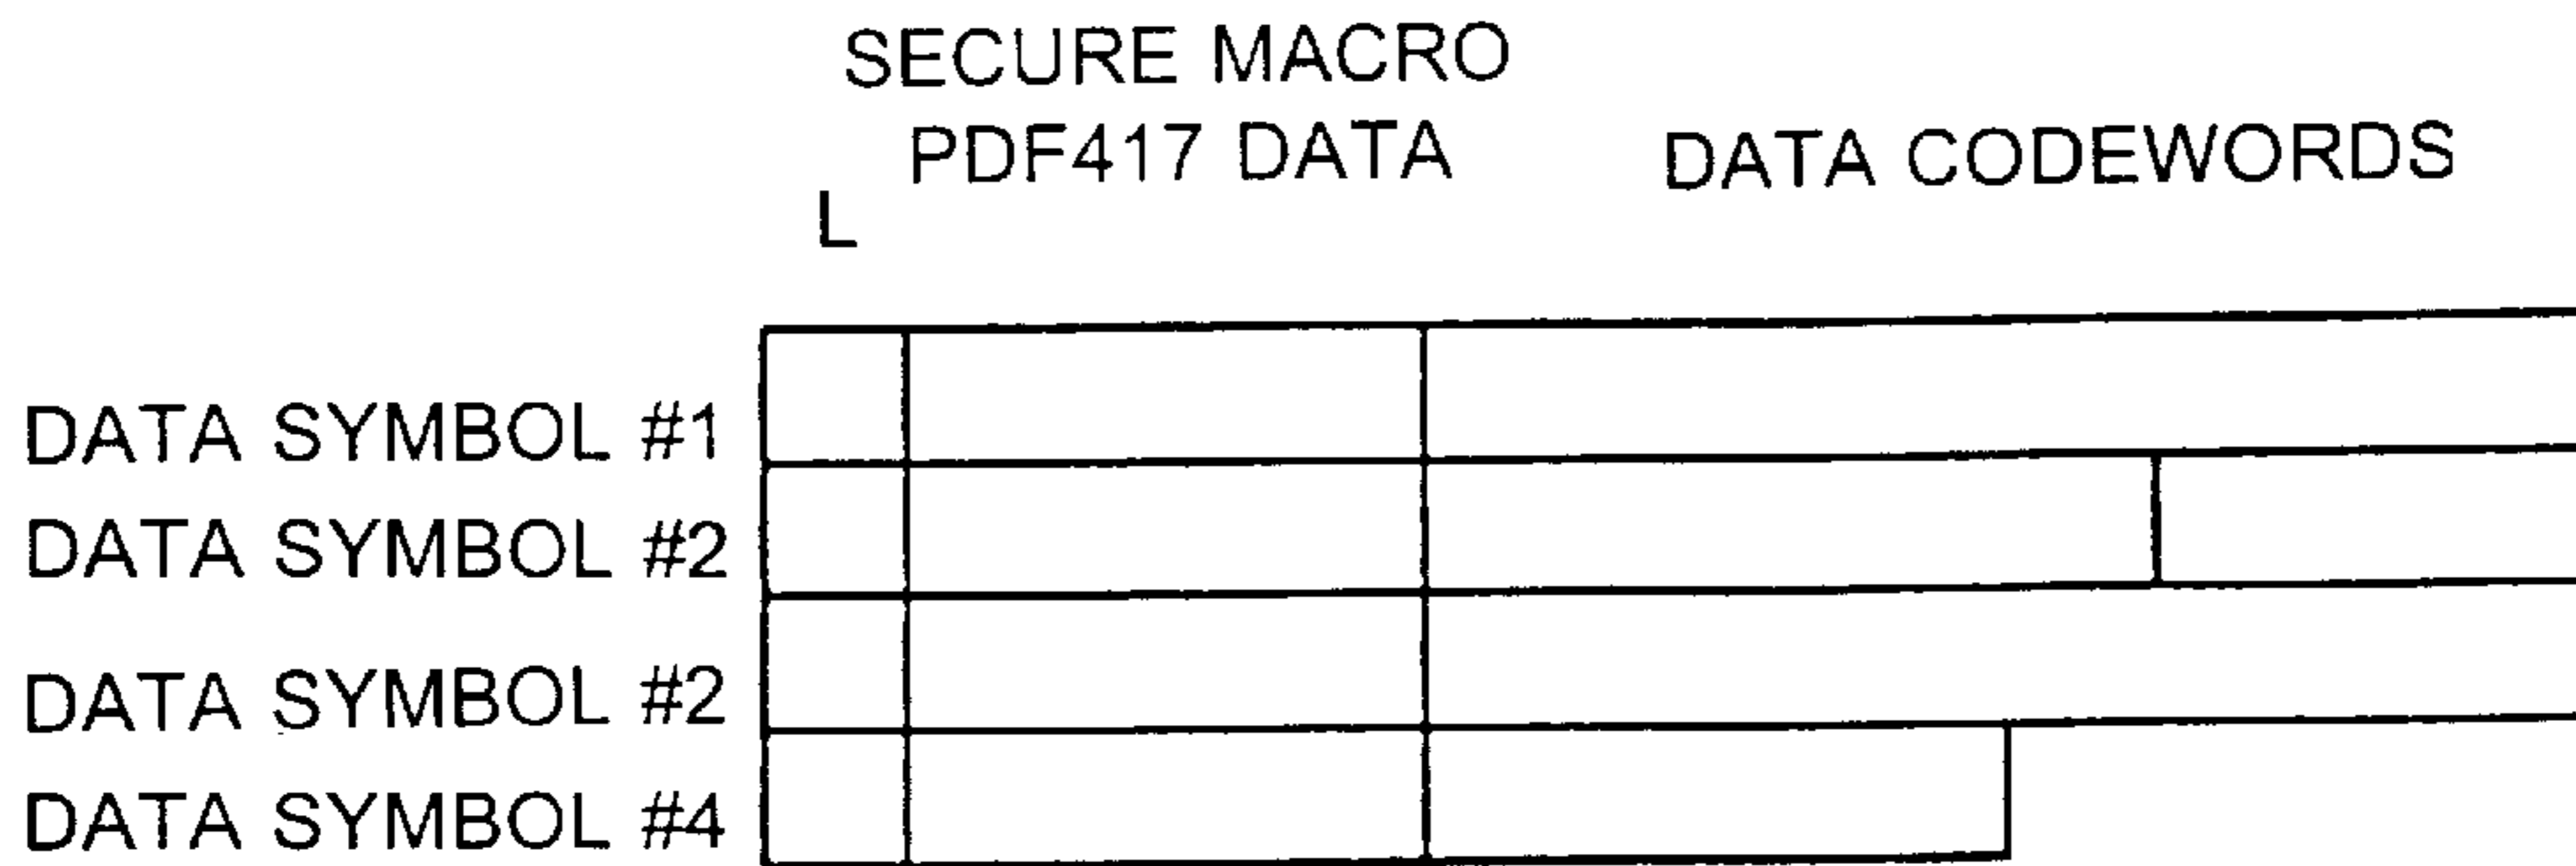 SECURE MACRO
PDF417 DATA
DATA CODEWORDS
L
DATA SYMBOL #1
DATA SYMBOL #2
DATA SYMBOL #2
DATA SYMBOL #4